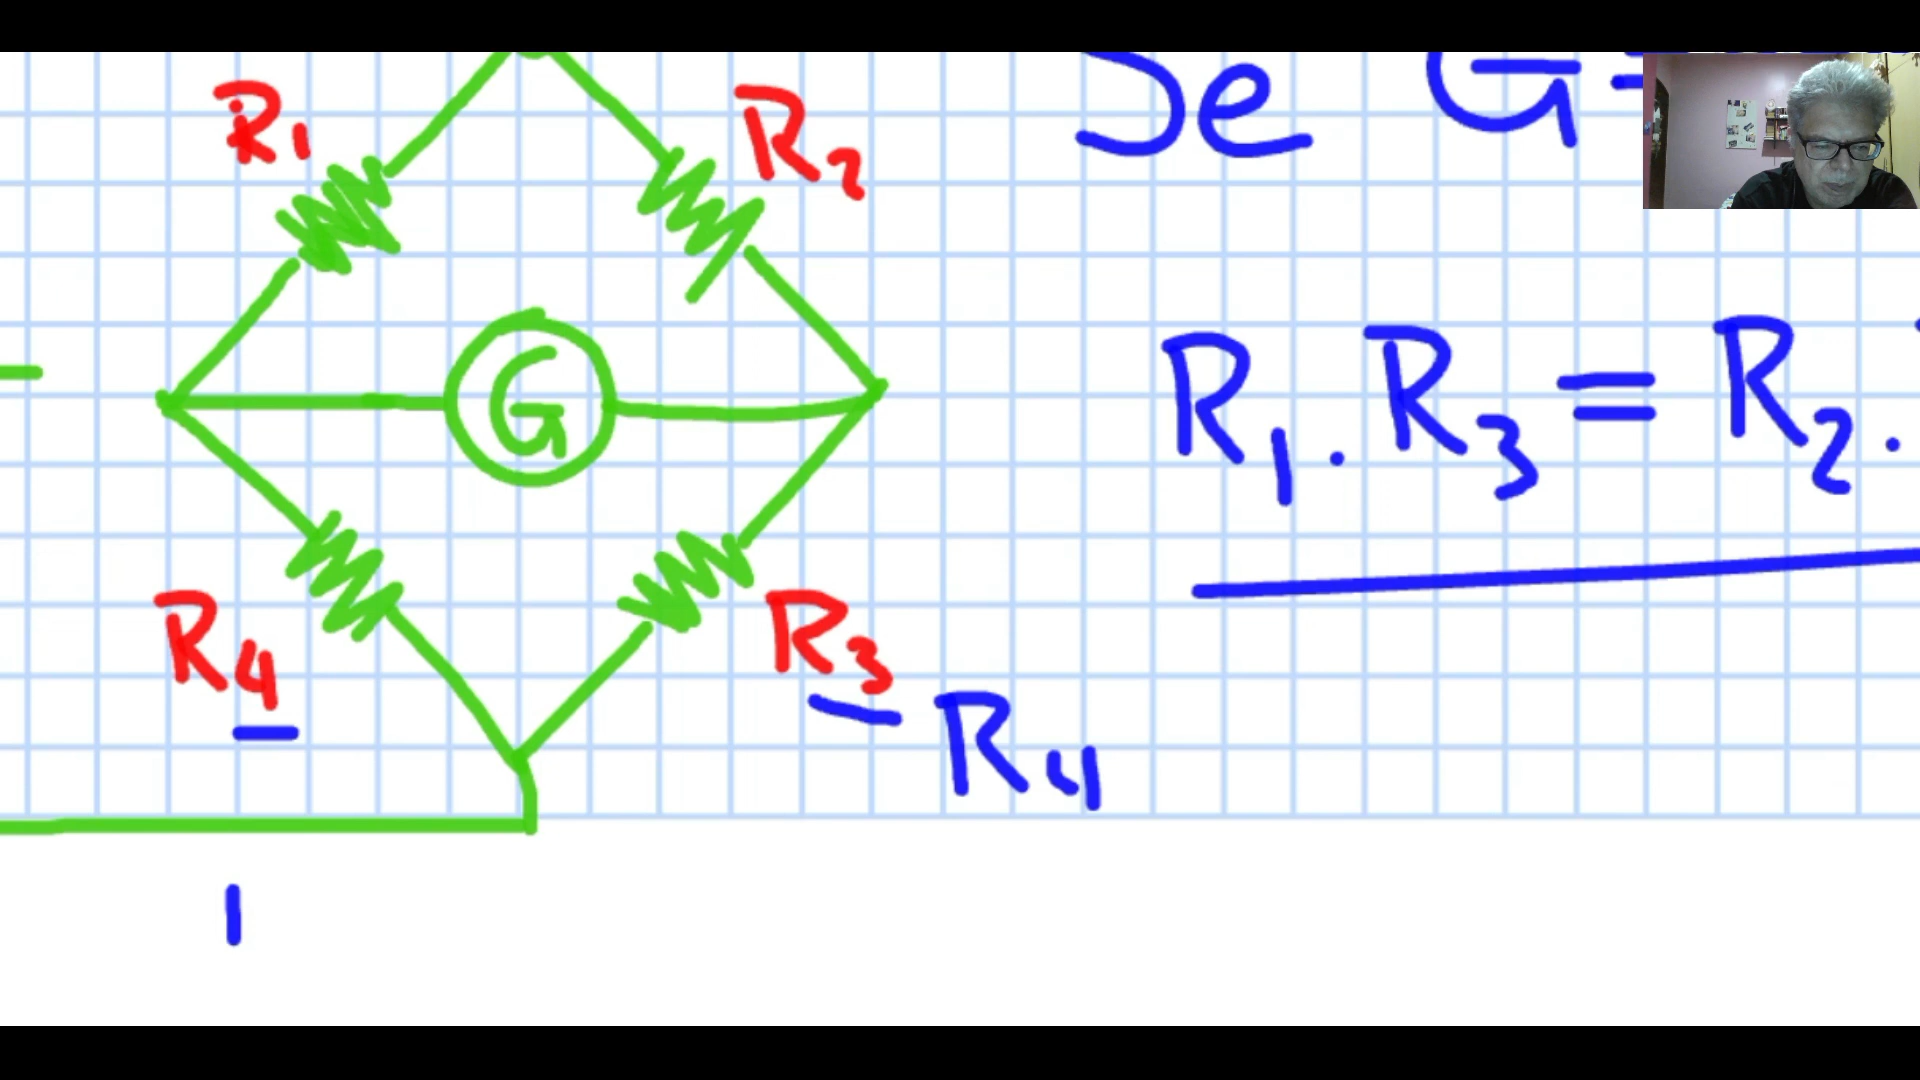 Se G=
R1 R2
R1.R3=R2.
G
R4 R3
R4
1